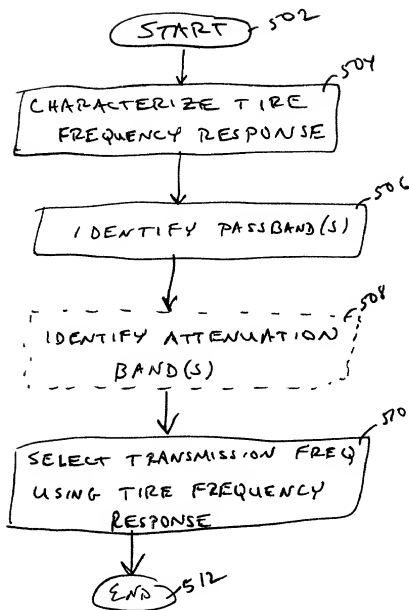 START 502
504
CHARACTERIZE TIRE
FREQUENCY RESPONSE
506
IDENTIFY PASSBAND(S)
508
IDENTIFY ATTENUATION
BAND(S)
510
SELECT TRANSMISSION FREQ
USING TIRE FREQUENCY
RESPONSE
END 512